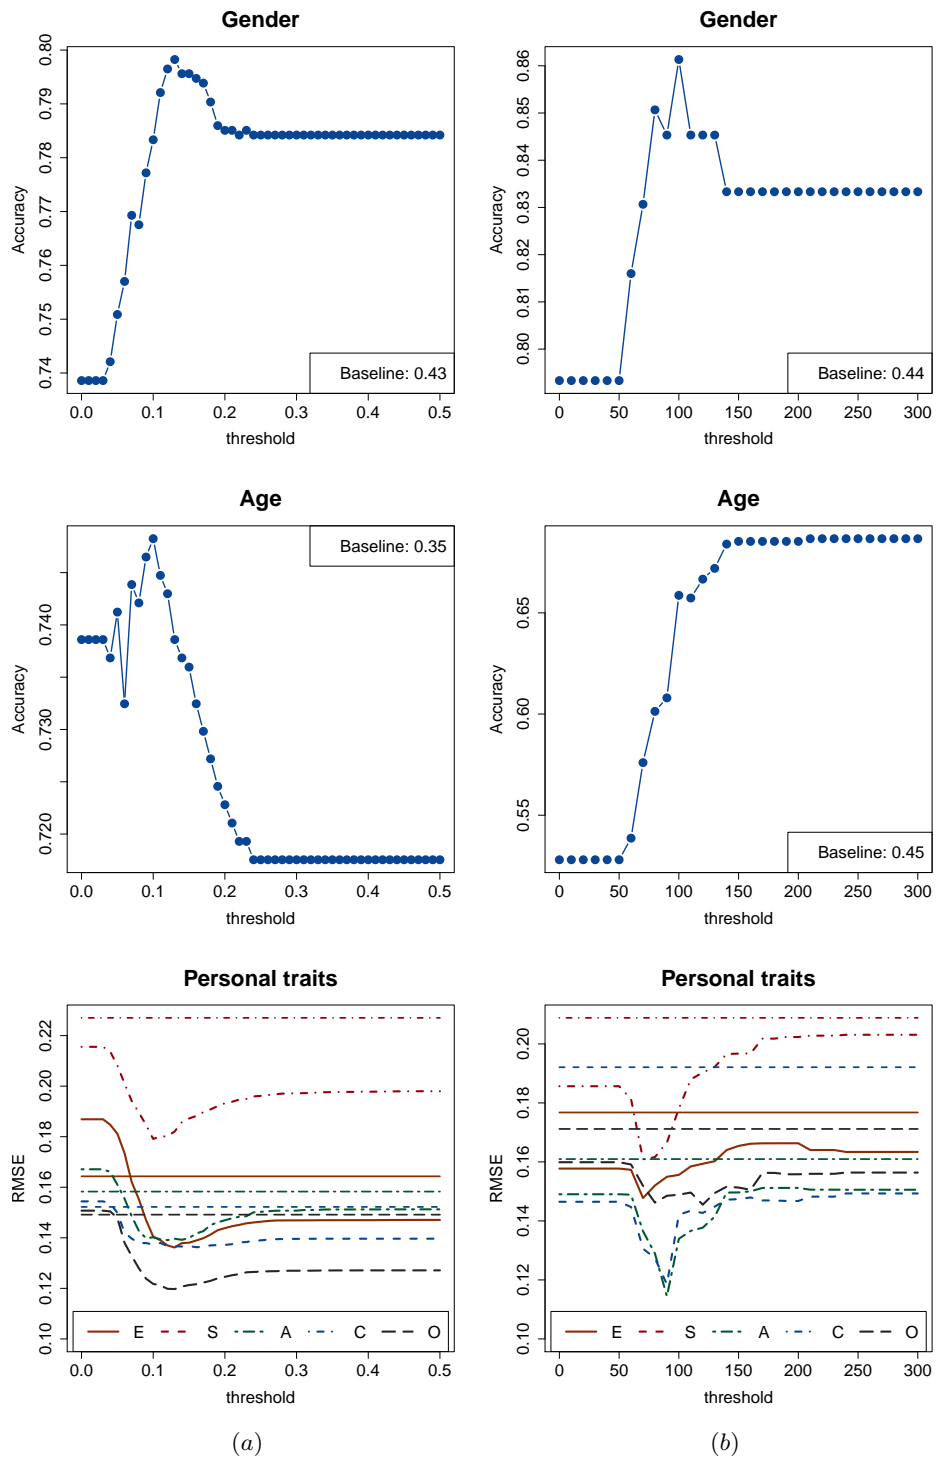 Gender
Accuracy
0.74 0.75 0.76 0.77 0.78 0.79 0.80
Baseline: 0.43
0.0 0.1 0.2 0.3 0.4 0.5
threshold
Gender
Accuracy
0.80 0.81 0.82 0.83 0.84 0.85 0.86
Baseline: 0.44
0 50 100 150 200 250 300
threshold
Age
Accuracy
0.720 0.730 0.740
Baseline: 0.35
0.0 0.1 0.2 0.3 0.4 0.5
threshold
Age
Accuracy
0.55 0.60 0.65
Baseline: 0.45
0 50 100 150 200 250 300
threshold
Personal traits
RMSE
0.10 0.12 0.14 0.16 0.18 0.20 0.22
E S A C O
0.0 0.1 0.2 0.3 0.4 0.5
threshold
(a)
Personal traits
RMSE
0.10 0.12 0.14 0.16 0.18 0.20
E S A C O
0 50 100 150 200 250 300
threshold
(b)